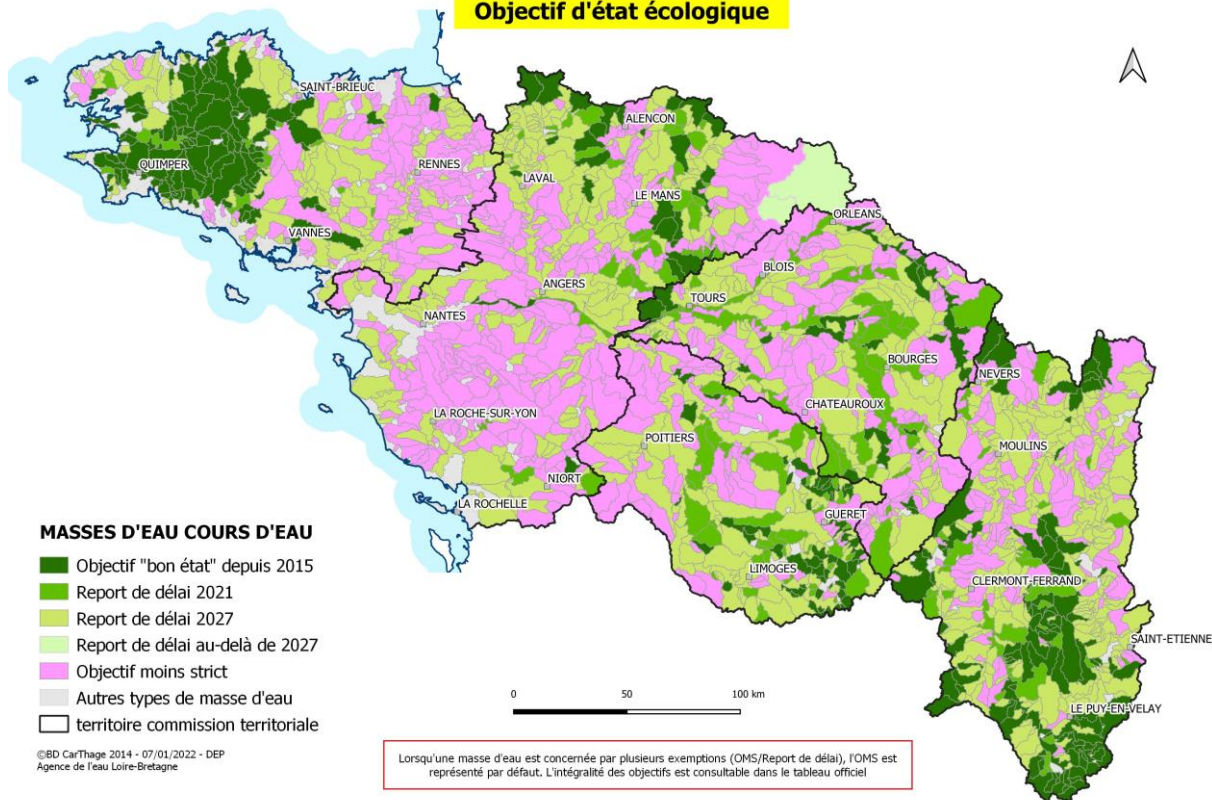 Objectif d'état écologique
SAINT-BRIEUC
ALENCON
QUIMPER
RENNES
LAVAL
LE MANS
ORLEANS
VANNES
BLOIS
ANGERS
TOURS
NANTES
BOURGES
NEVERS
CHATEAUROUX
LA ROCHE-SUR-YON
POITIERS
MOULINS
NIORT
LA ROCHELLE
GUERET
LIMOGES
CLERMONT-FERRAND
SAINT-ETIENNE
LE PUY-EN-VELAY
MASSES D'EAU COURS D'EAU
Objectif "bon état" depuis 2015
Report de délai 2021
Report de délai 2027
Report de délai au-delà de 2027
Objectif moins strict
Autres types de masse d'eau
territoire commission territoriale
0 50 100 km
©BD CarThage 2014 - 07/01/2022 - DEP
Agence de l'eau Loire-Bretagne
Lorsqu'une masse d'eau est concernée par plusieurs exemptions (OMS/Report de délai), l'OMS est
représenté par défaut. L'intégralité des objectifs est consultable dans le tableau officiel